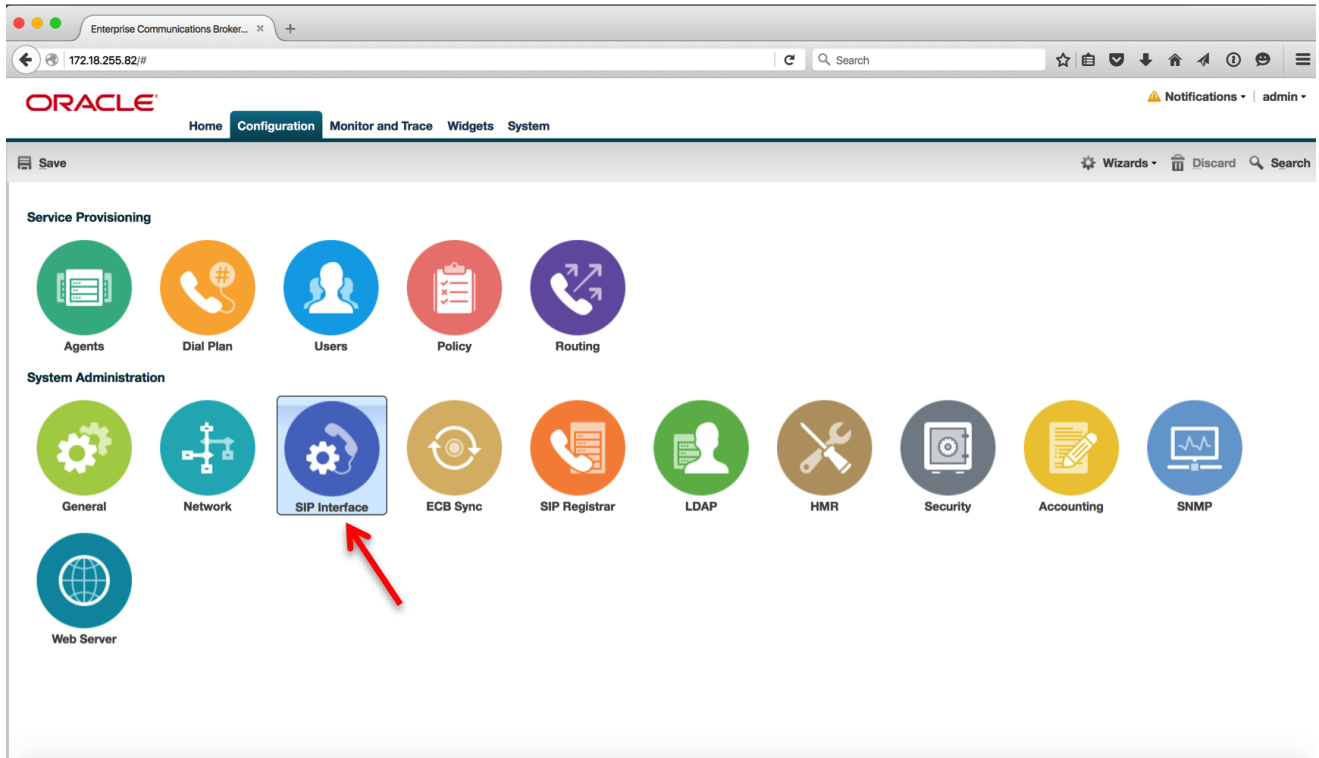 Enterprise Communications Broker... × +
172.18.255.82/#
Search
ORACLE
Notifications
admin
Home Configuration Monitor and Trace Widgets System
Save
Wizards
Discard
Search
Service Provisioning
#
Agents Dial Plan Users Policy Routing
System Administration
General Network SIP Interface ECB Sync SIP Registrar LDAP HMR Security Accounting SNMP
Web Server